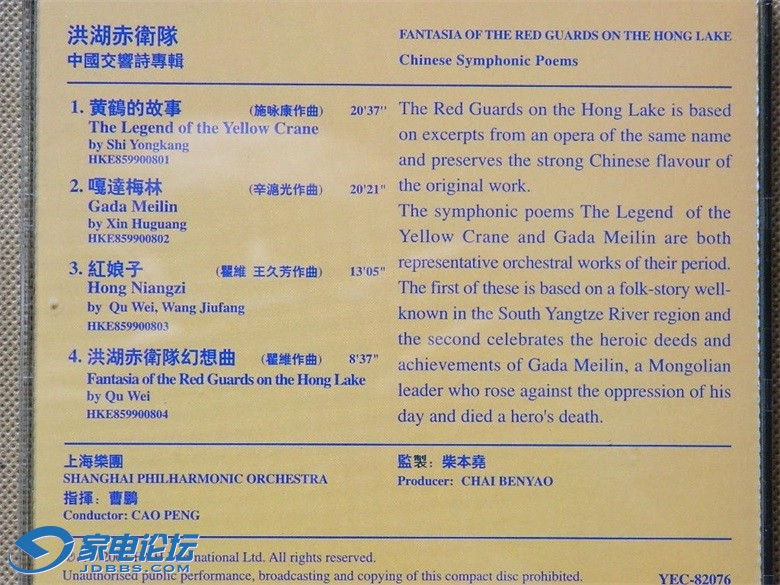 洪湖赤衛隊
中國交響詩專輯
FANTASIA OF THE RED GUARDS ON THE HONG LAKE
Chinese Symphonic Poems
1. 黄鶴的故事 (施咏康作曲) 20'37"
The Legend of the Yellow Crane
by Shi Yongkang
HKE859900801
2. 嘎達梅林 (辛滬光作曲) 20'21"
Gada Meilin
by Xin Huguang
HKE859900802
3. 紅娘子 (瞿維 王久芳作曲) 13'05"
Hong Niangzi
by Qu Wei, Wang Jiufang
HKE859900803
4. 洪湖赤衛隊幻想曲 (瞿維作曲) 8'37"
Fantasia of the Red Guards on the Hong Lake
by Qu Wei
HKE859900804
The Red Guards on the Hong Lake is based
on excerpts from an opera of the same name
and preserves the strong Chinese flavour of
the original work.
The symphonic poems The Legend of the
Yellow Crane and Gada Meilin are both
representative orchestral works of their period.
The first of these is based on a folk-story well-
known in the South Yangtze River region and
the second celebrates the heroic deeds and
achievements of Gada Meilin, a Mongolian
leader who rose against the oppression of his
day and died a hero's death.
上海樂團
SHANGHAI PHILHARMONIC ORCHESTRA
指揮：曹鵬
Conductor: CAO PENG
監製：柴本堯
Producer: CHAI BENYAO
International Ltd. All rights reserved.
Unauthorised public performance, broadcasting and copying of this compact disc prohibited.
YEC-82076
家电论坛
JDBBS.COM